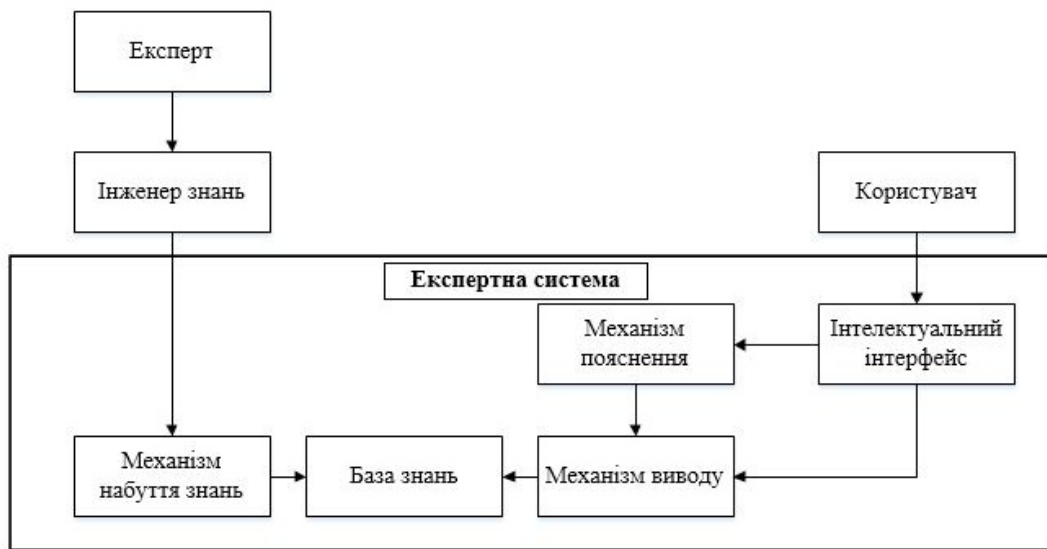 Експерт
Інженер знань
Користувач
Експертна система
Механізм
пояснення
Інтелектуальний
інтерфейс
Механізм
набуття знань
База знань
Механізм виводу